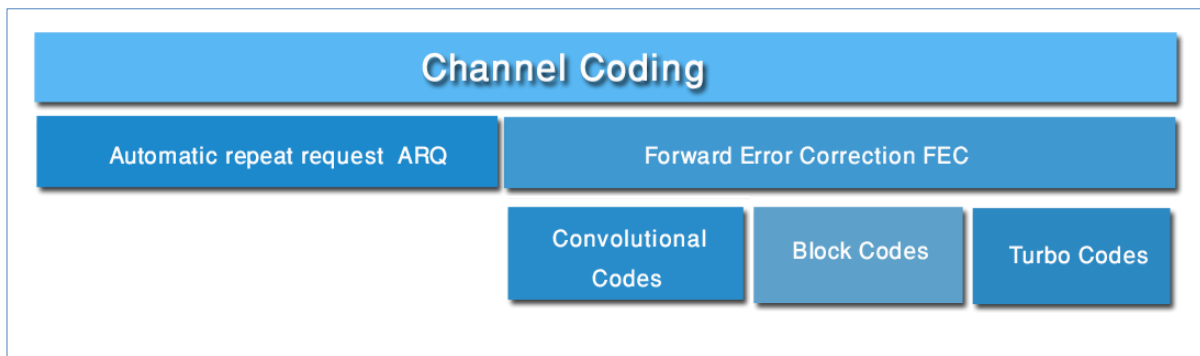 Channel Coding
Automatic repeat request ARQ
Forward Error Correction FEC
Convolutional
Codes
Block Codes
Turbo Codes